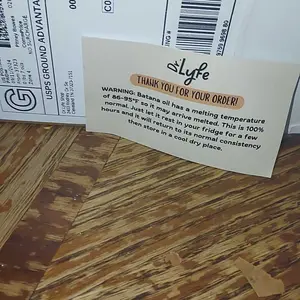 USPS GROUND ADVANTA
G
Lyfe
THANK YOU FOR YOUR ORDER!
WARNING: Batana oil has a melting temperature
of 86-95°F so it may arrive melted. This is 100%
normal. Just let it rest in your fridge for a few
hours and it will return to its normal consistency
then store in a cool dry place.